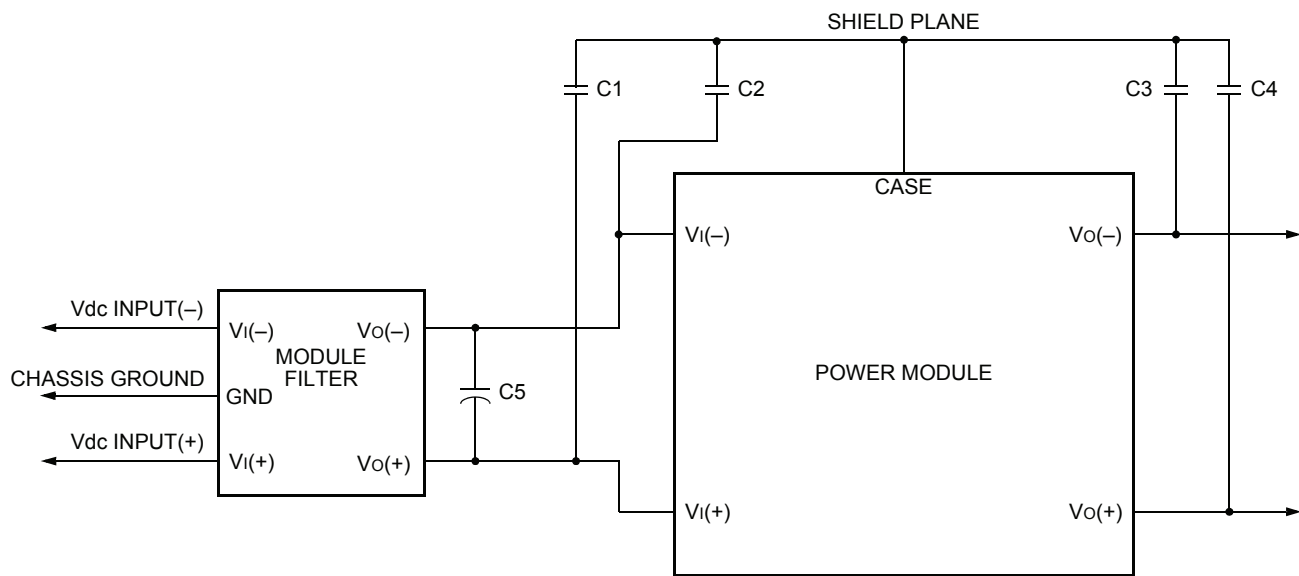 SHIELD PLANE
C1
C2
C3
C4
CASE
VI(–)
VO(–)
Vdc INPUT(–)
VI(–)
VO(–)
MODULE
FILTER
CHASSIS GROUND
GND
C5
POWER MODULE
Vdc INPUT(+)
VI(+)
VO(+)
VI(+)
VO(+)